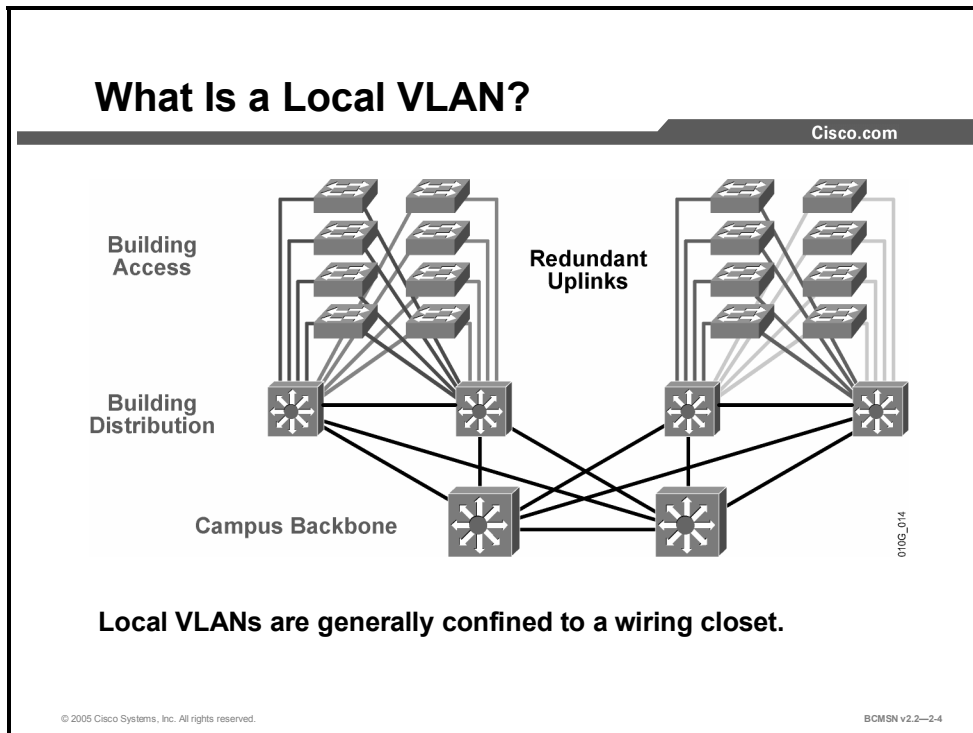 What Is a Local VLAN?
Cisco.com
Building
Access
Redundant
Uplinks
Building
Distribution
Campus Backbone
010G_014
Local VLANs are generally confined to a wiring closet.
© 2005 Cisco Systems, Inc. All rights reserved.
BCMSN v2.2—2-4